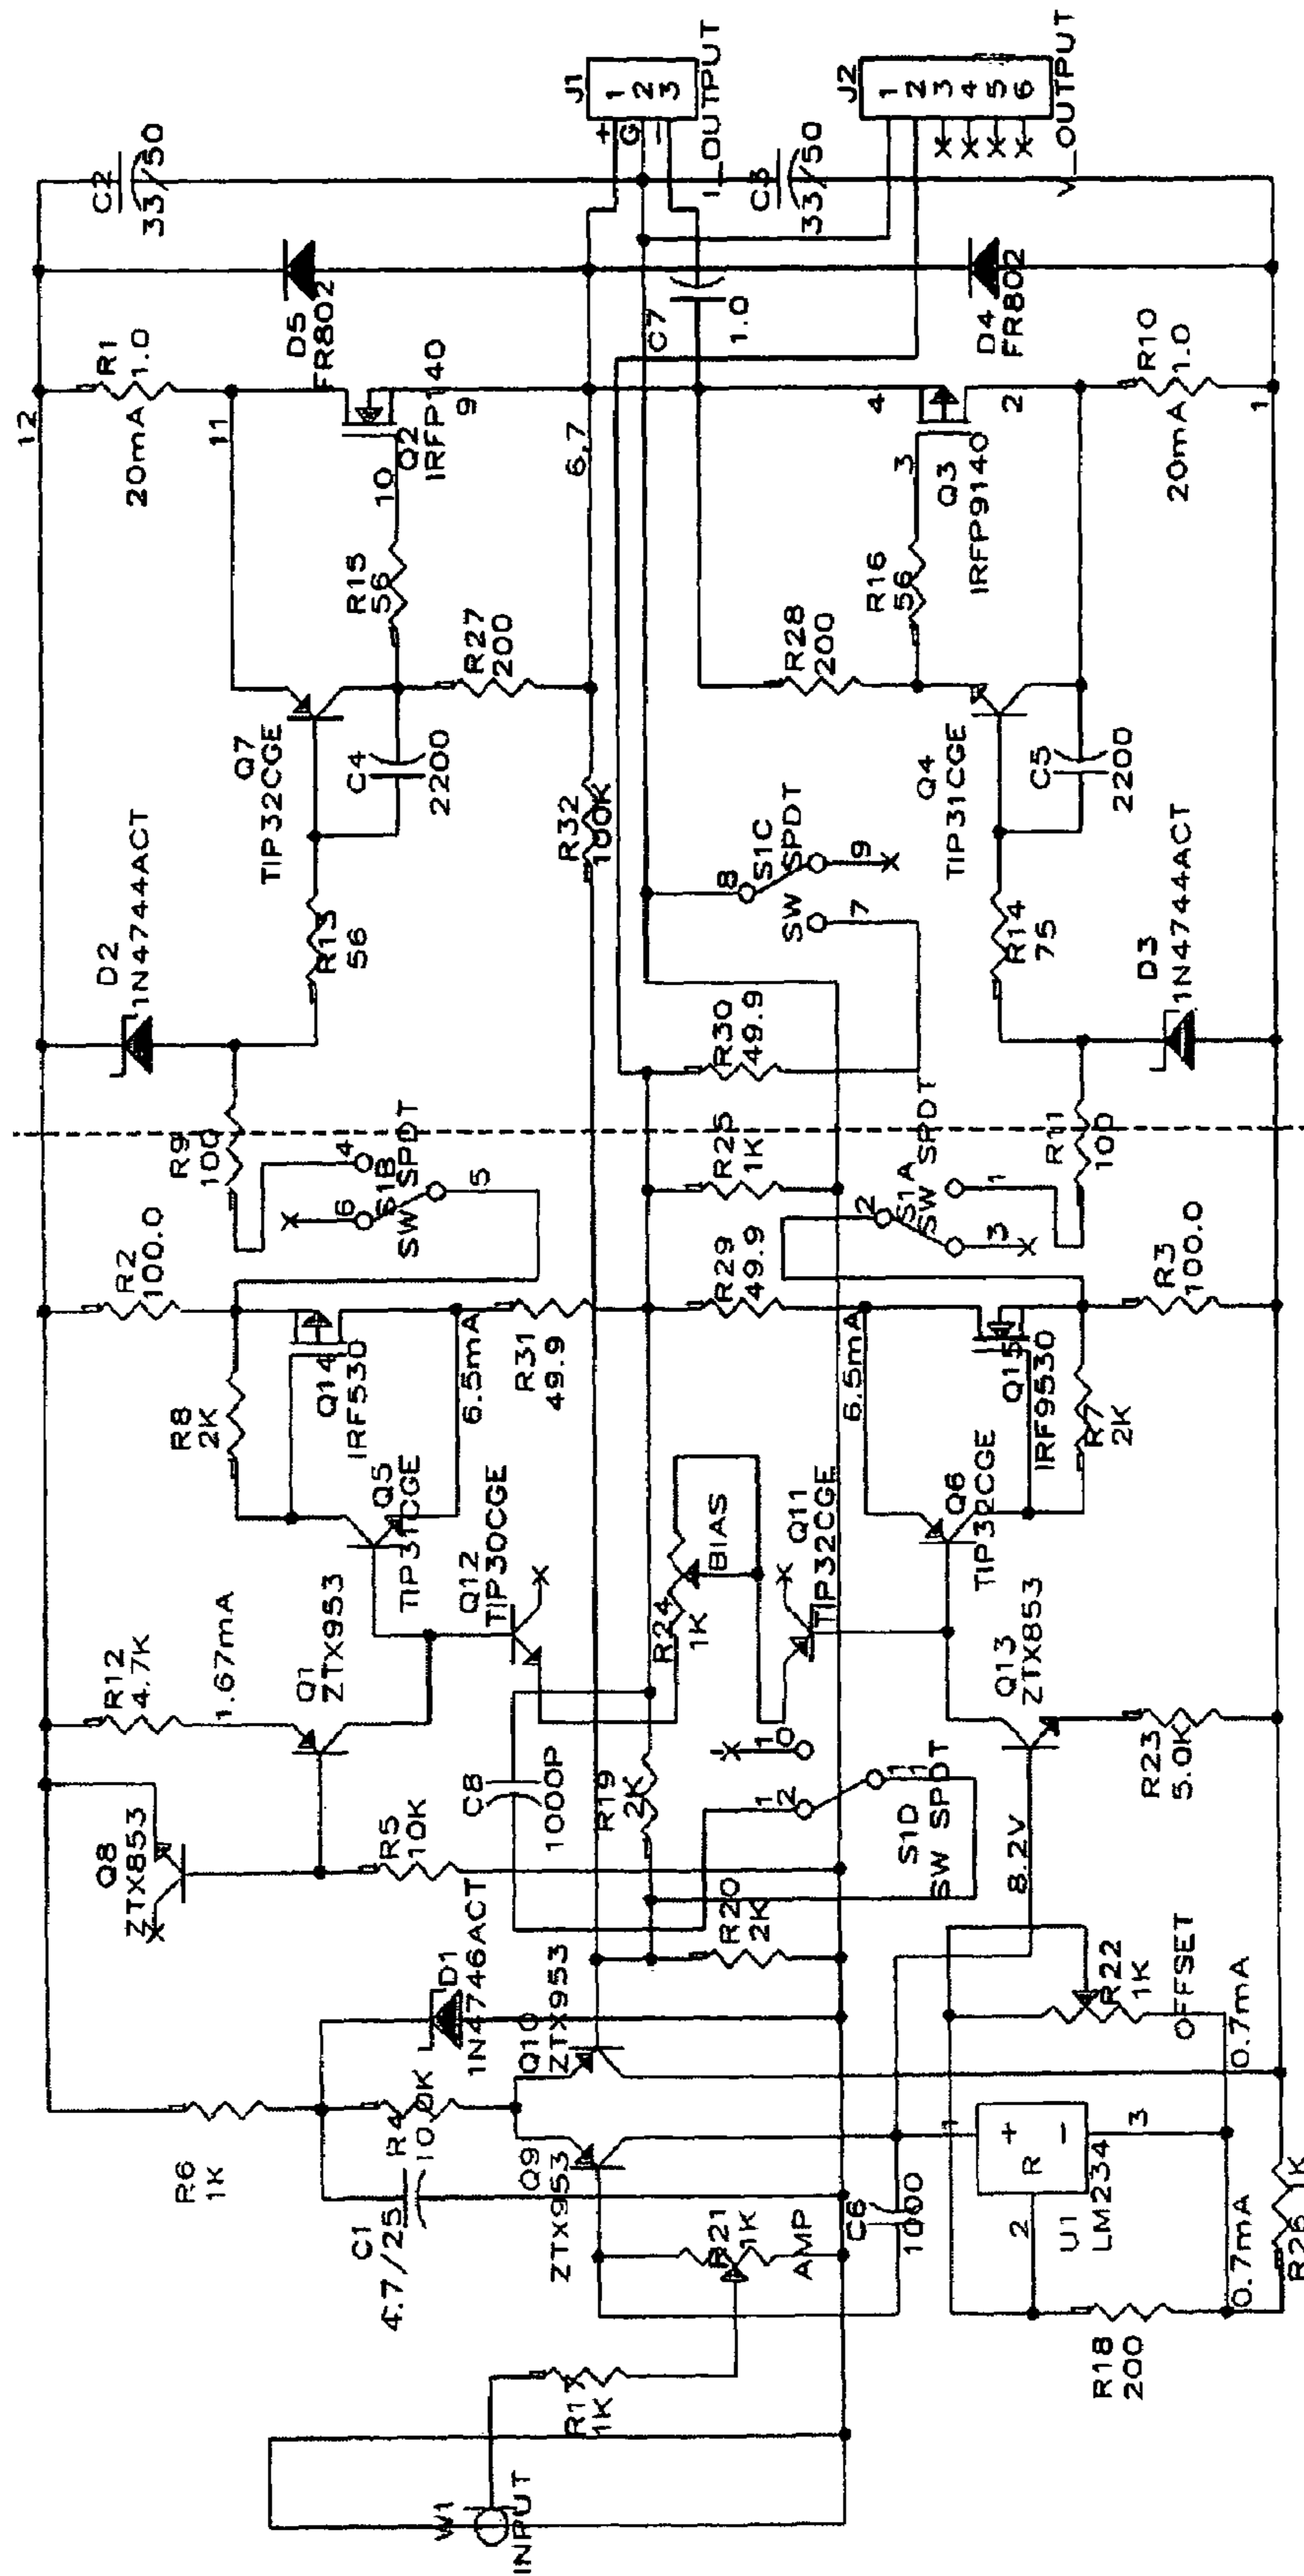 W1
INPUT
R17
1K
R21
1K
AMP
R6
1K
C1
4.7/25
R4
10.0K
Q9
ZTX953
Q10
ZTX953
D1
1N4746ACT
C6
1000
U1
LM234
R
+
−
1
2
3
R18
200
0.7mA
R26
1K
0.7mA
R22
1K
OFFSET
8.2V
Q8
ZTX853
R5
10K
R12
4.7K
1.67mA
Q1
ZTX953
C8
1000P
R19
2K
R20
2K
S1D
SW SPDT
10
11
12
R23
5.0K
Q13
ZTX853
Q12
TIP30CGE
R24
1K
BIAS
Q11
TIP32CGE
Q5
TIP31CGE
Q6
TIP32CGE
R8
2K
R7
2K
Q14
IRF530
Q15
IRF9530
6.5mA
6.5mA
R31
49.9
R29
49.9
R2
100.0
R3
100.0
R9
100
S1B
SW SPDT
4
5
6
R25
1K
S1A
SW SPDT
1
2
3
R11
100
R30
49.9
D2
1N4744ACT
D3
1N4744ACT
R13
56
R14
75
S1C
SW SPDT
7
8
9
R32
100K
Q7
TIP32CGE
C4
2200
Q4
TIP31CGE
C5
2200
R15
56
R27
200
R28
200
R16
56
12
R1
1.0
20mA
11
10
Q2
IRFP140
9
6,7
4
3
2
Q3
IRFP9140
R10
1.0
20mA
1
D5
FR802
D4
FR802
C7
1.0
C2
33/50
C3
33/50
J1
+
G
−
1
2
3
I_OUTPUT
J2
1
2
3
4
5
6
V_OUTPUT